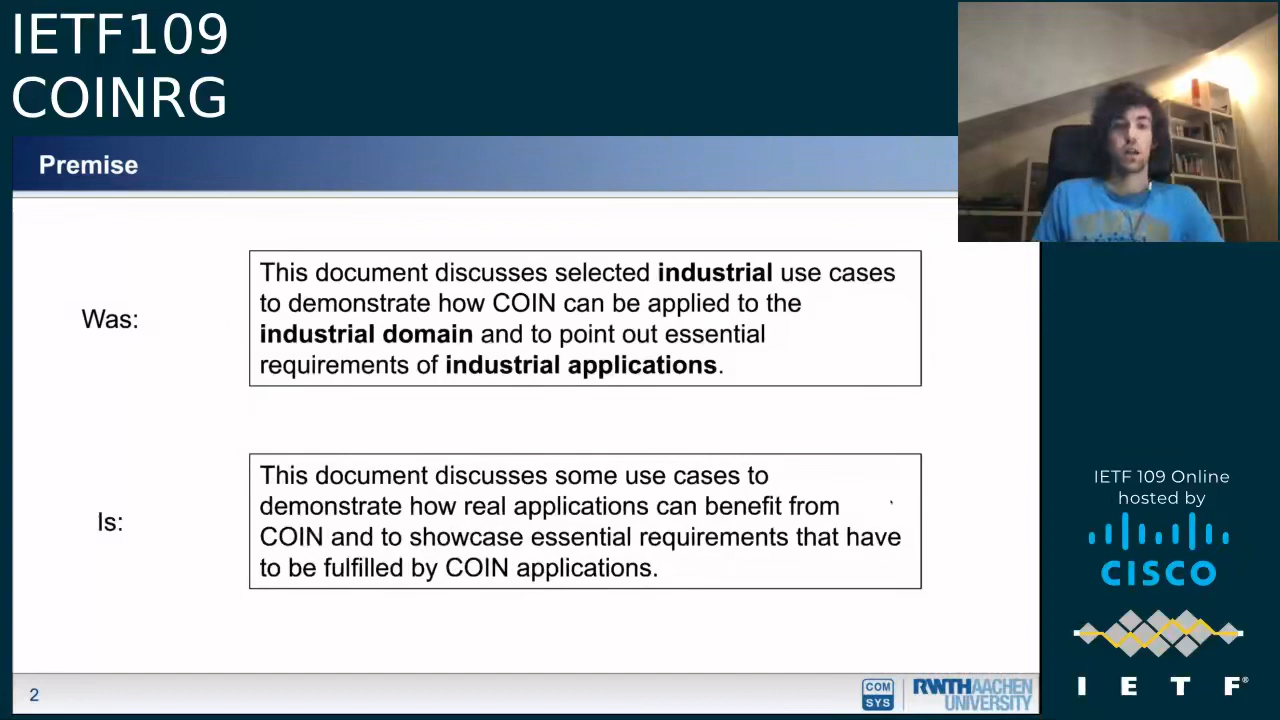 IETF109
COINRG
Premise
Was:
This document discusses selected industrial use cases
to demonstrate how COIN can be applied to the
industrial domain and to point out essential
requirements of industrial applications.
Is:
This document discusses some use cases to
demonstrate how real applications can benefit from
COIN and to showcase essential requirements that have
to be fulfilled by COIN applications.
2
COM
SYS
RWTHAACHEN
UNIVERSITY
IETF 109 Online
hosted by
CISCO
I E T F®